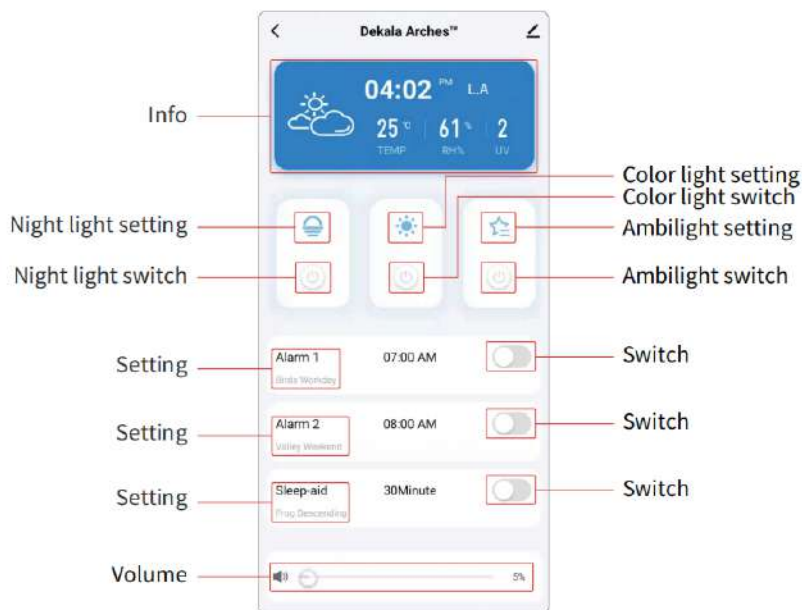 Dekala Arches™
Info
04:02 PM L.A
25 °C 61 % 2
TEMP RH% UV
Color light setting
Color light switch
Night light setting
Ambilight setting
Night light switch
Ambilight switch
Setting
Alarm 1 07:00 AM
Birds Workday
Switch
Setting
Alarm 2 08:00 AM
Valley Weekend
Switch
Setting
Sleep-aid 30Minute
Frog Descending
Switch
Volume
5%